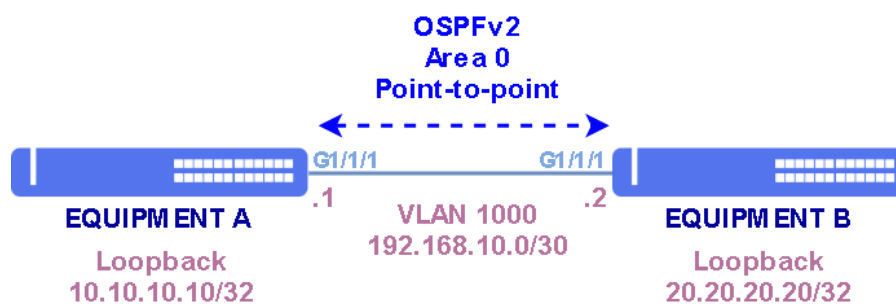 OSPFv2
Area 0
Point-to-point
G1/1/1
G1/1/1
.1
.2
VLAN 1000
192.168.10.0/30
EQUIPMENT A
Loopback
10.10.10.10/32
EQUIPMENT B
Loopback
20.20.20.20/32